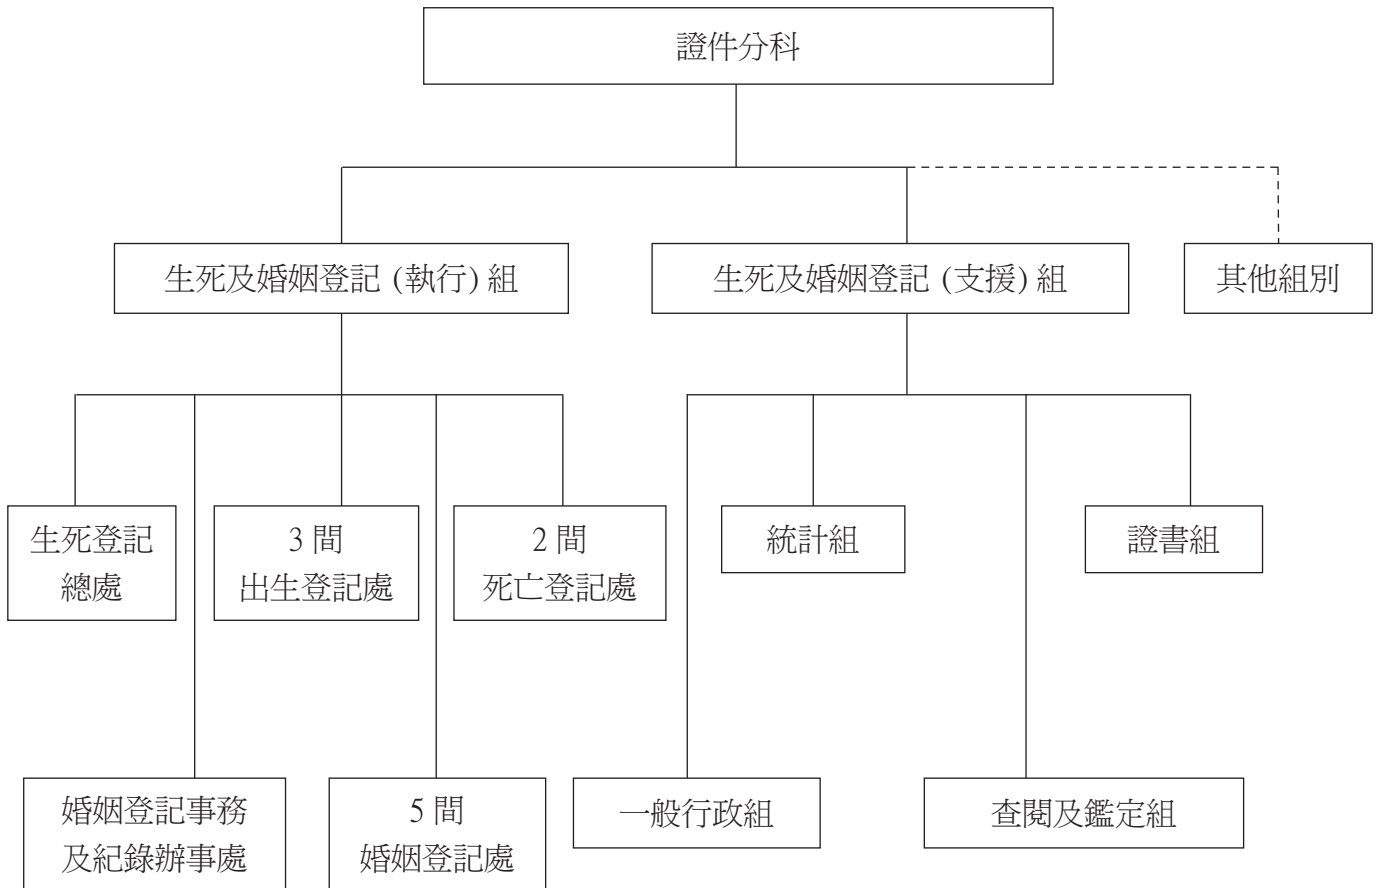 證件分科
生死及婚姻登記 (執行) 組
生死及婚姻登記 (支援) 組
其他組別
生死登記
總處
3 間
出生登記處
2 間
死亡登記處
統計組
證書組
婚姻登記事務
及紀錄辦事處
5 間
婚姻登記處
一般行政組
查閱及鑑定組